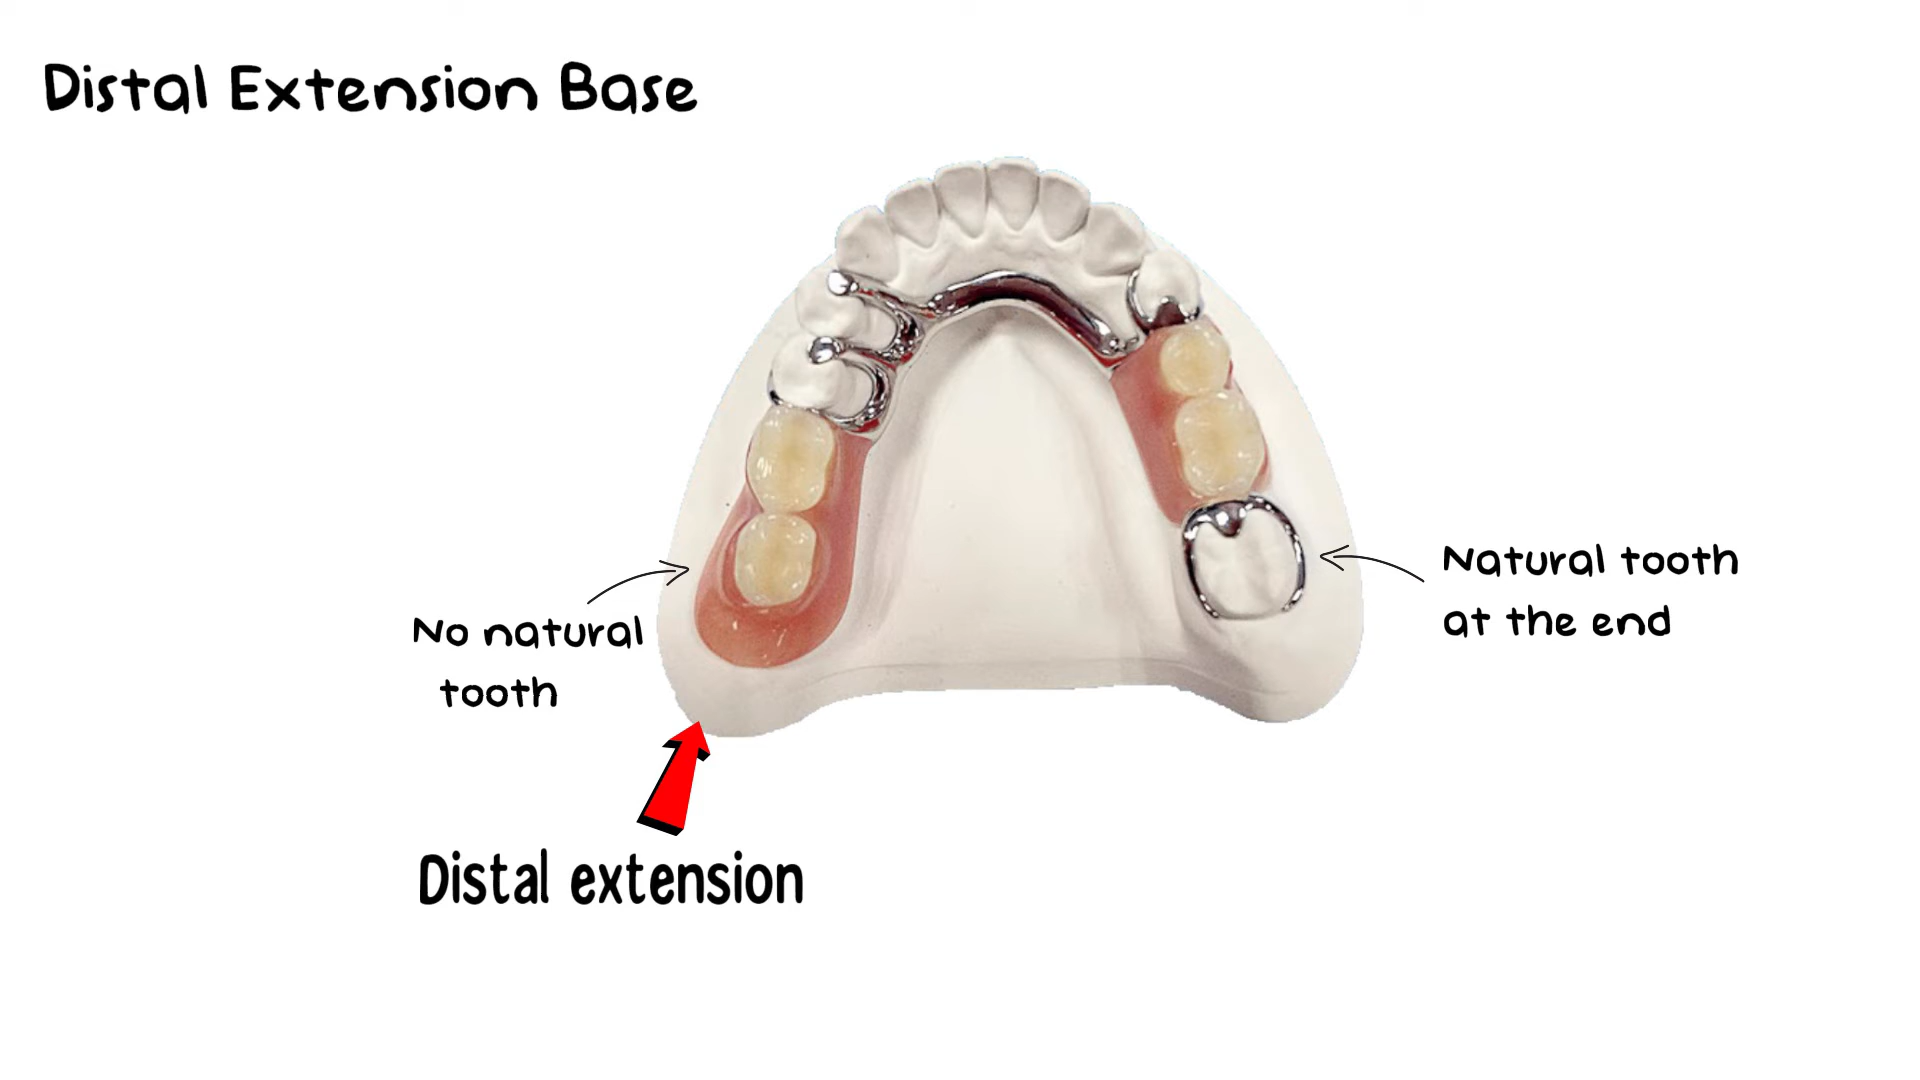 Distal Extension Base
Natural tooth
at the end
No natural
tooth
Distal extension